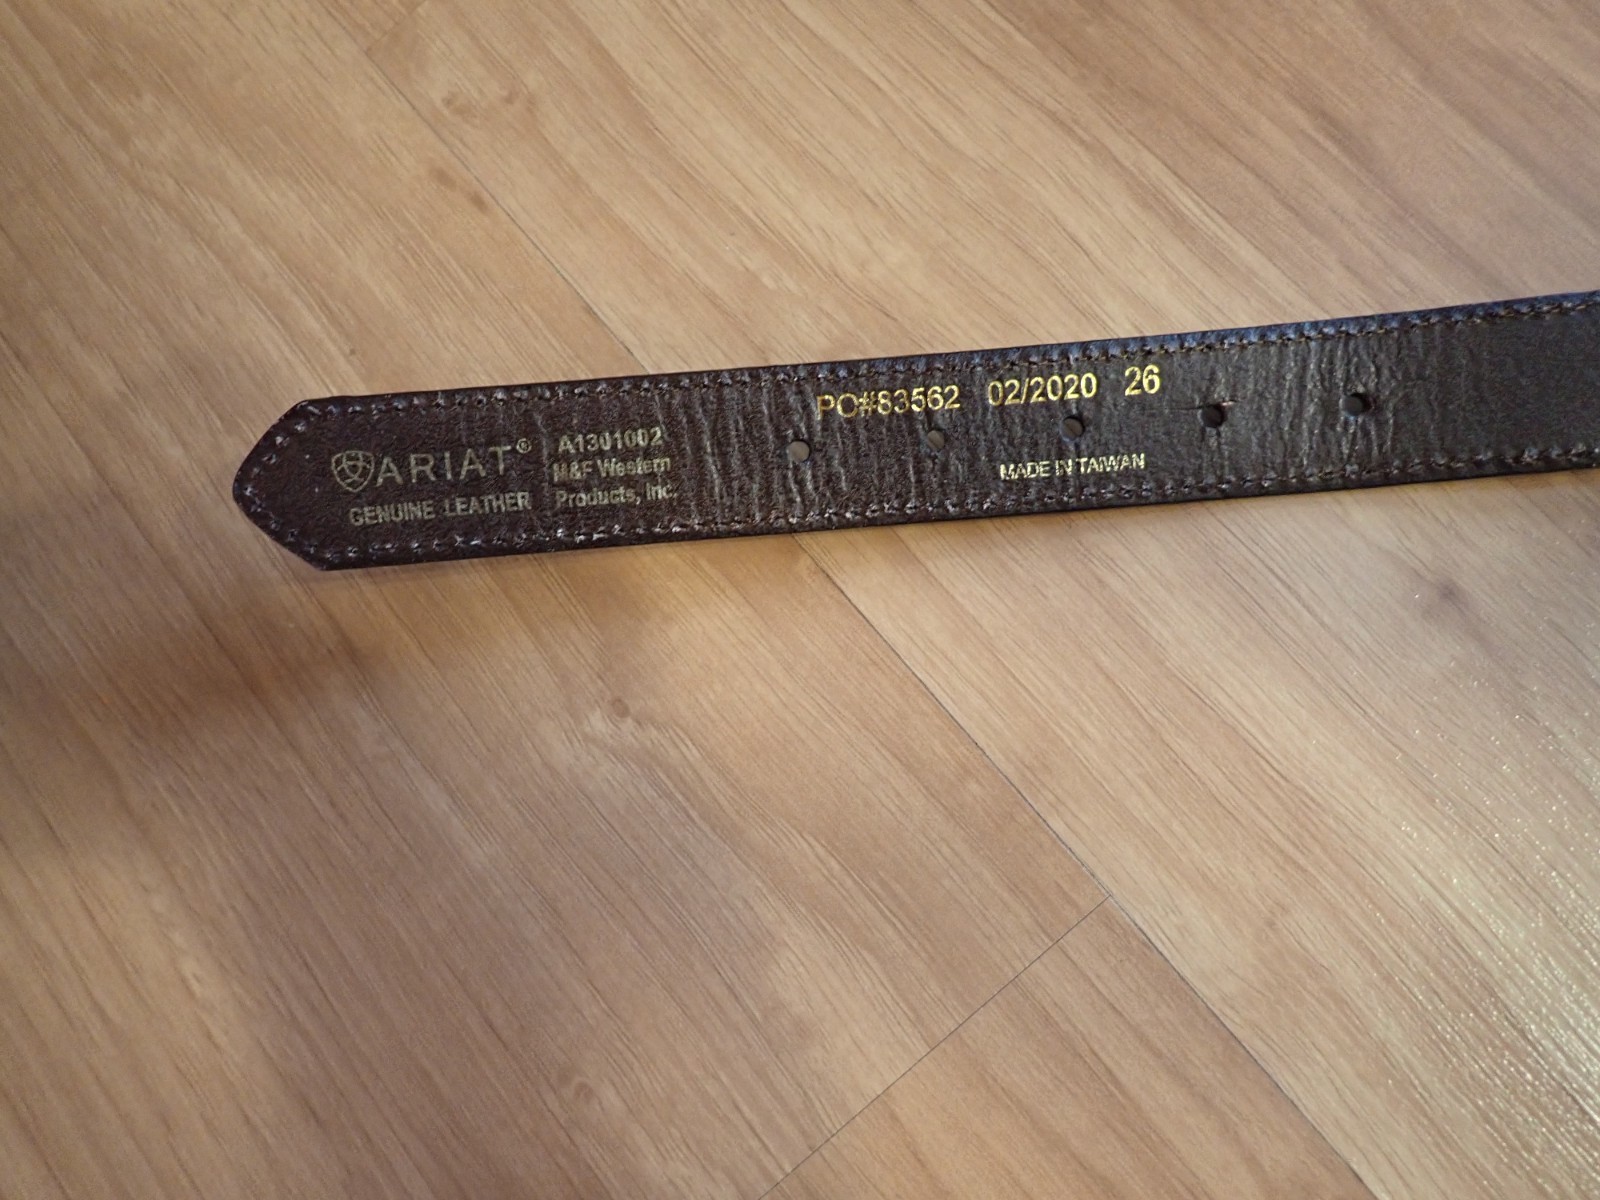 ARIAT®
GENUINE LEATHER
A1301002
M&F Western
Products, Inc.
PO#83562 02/2020 26
MADE IN TAIWAN